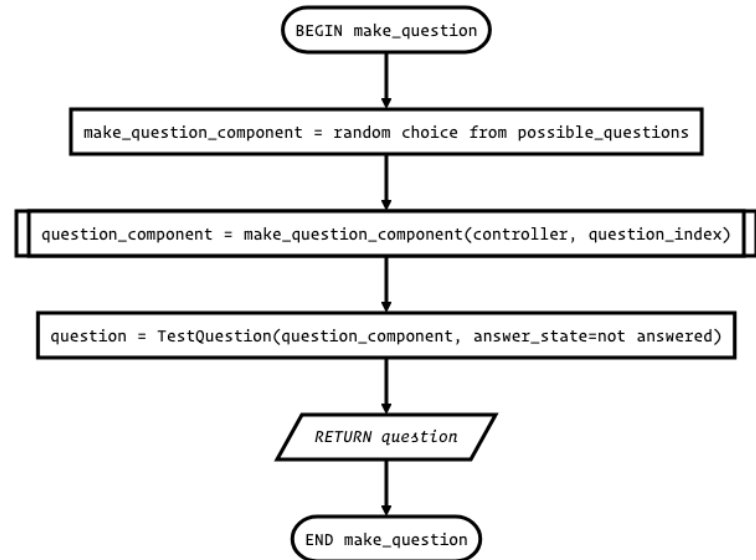 BEGIN make_question
make_question_component = random choice from possible_questions
question_component = make_question_component(controller, question_index)
question = TestQuestion(question_component, answer_state=not answered)
RETURN question
END make_question